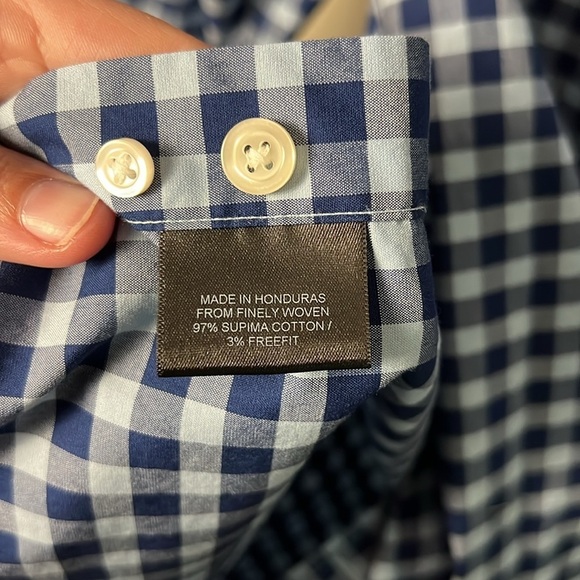 MADE IN HONDURAS
FROM FINELY WOVEN
97% SUPIMA COTTON /
3% FREEFIT